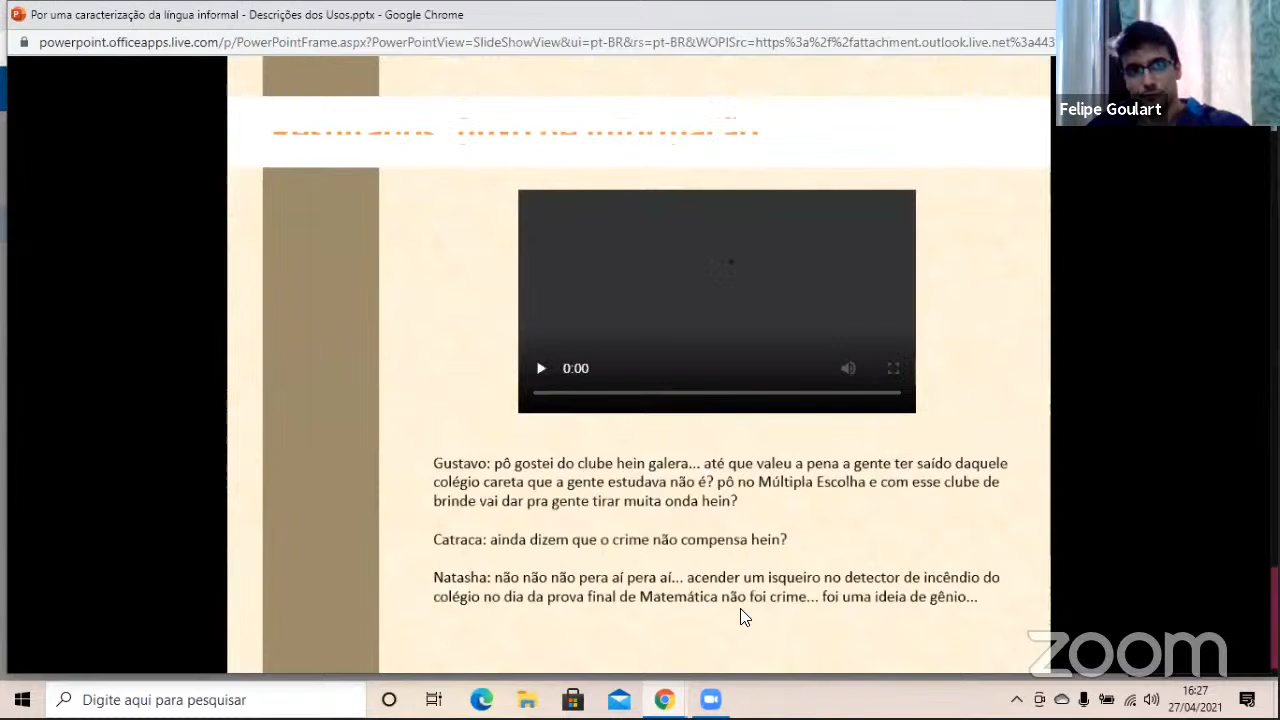 Por uma caracterização da língua informal - Descrições dos Usos.pptx - Google Chrome
powerpoint.officeapps.live.com/p/PowerPointFrame.aspx?PowerPointView=SlideShowView&ui=pt-BR&rs=pt-BR&WOPISrc=https%3a%2f%2fattachment.outlook.live.net%3a443
Felipe Goulart
0:00
Gustavo: pô gostei do clube hein galera... até que valeu a pena a gente ter saído daquele
colégio careta que a gente estudava não é? pô no Múltipla Escolha e com esse clube de
brinde vai dar pra gente tirar muita onda hein?
Catraca: ainda dizem que o crime não compensa hein?
Natasha: não não não pera aí pera aí... acender um isqueiro no detector de incêndio do
colégio no dia da prova final de Matemática não foi crime... foi uma ideia de gênio...
zoom
Digite aqui para pesquisar
16:27
27/04/2021